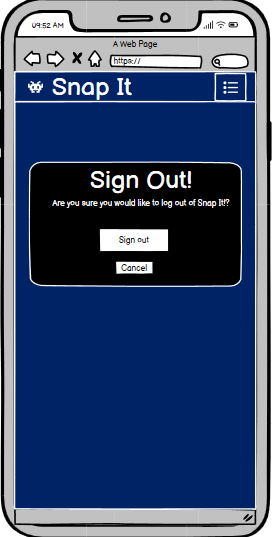 09:52 AM
A Web Page
https://
Snap It
Sign Out!
Are you sure you would like to log out of Snap It!?
Sign out
Cancel